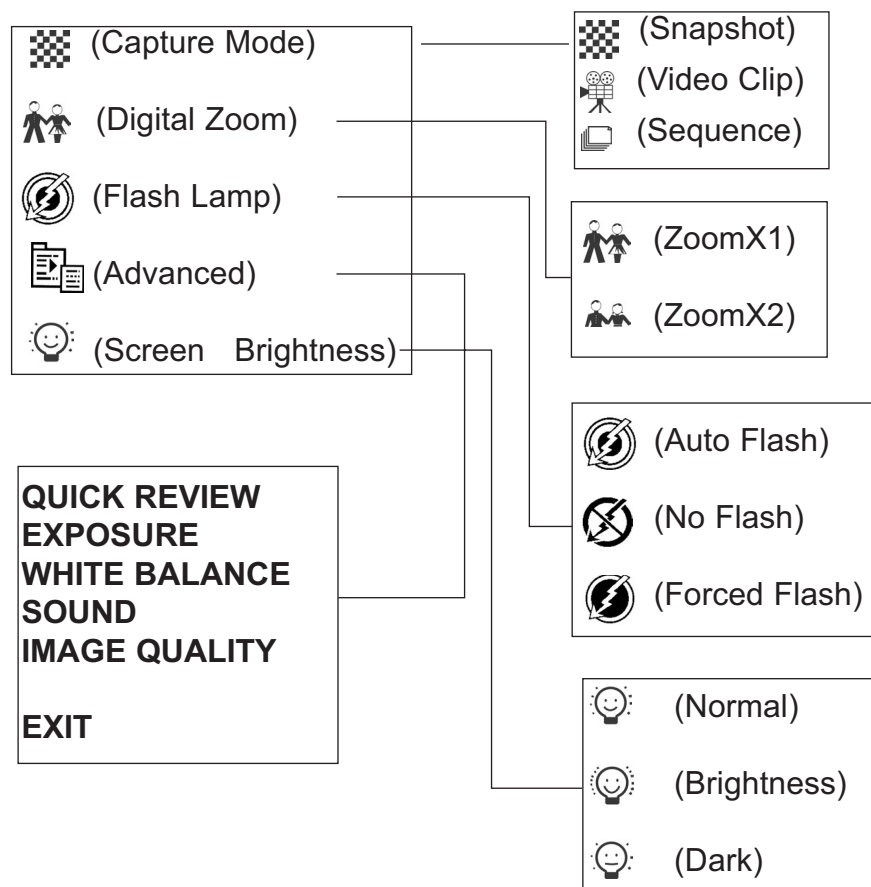 (Capture Mode)
(Digital Zoom)
(Flash Lamp)
(Advanced)
(Screen Brightness)
(Snapshot)
(Video Clip)
(Sequence)
(ZoomX1)
(ZoomX2)
(Auto Flash)
(No Flash)
(Forced Flash)
QUICK REVIEW
EXPOSURE
WHITE BALANCE
SOUND
IMAGE QUALITY
EXIT
(Normal)
(Brightness)
(Dark)